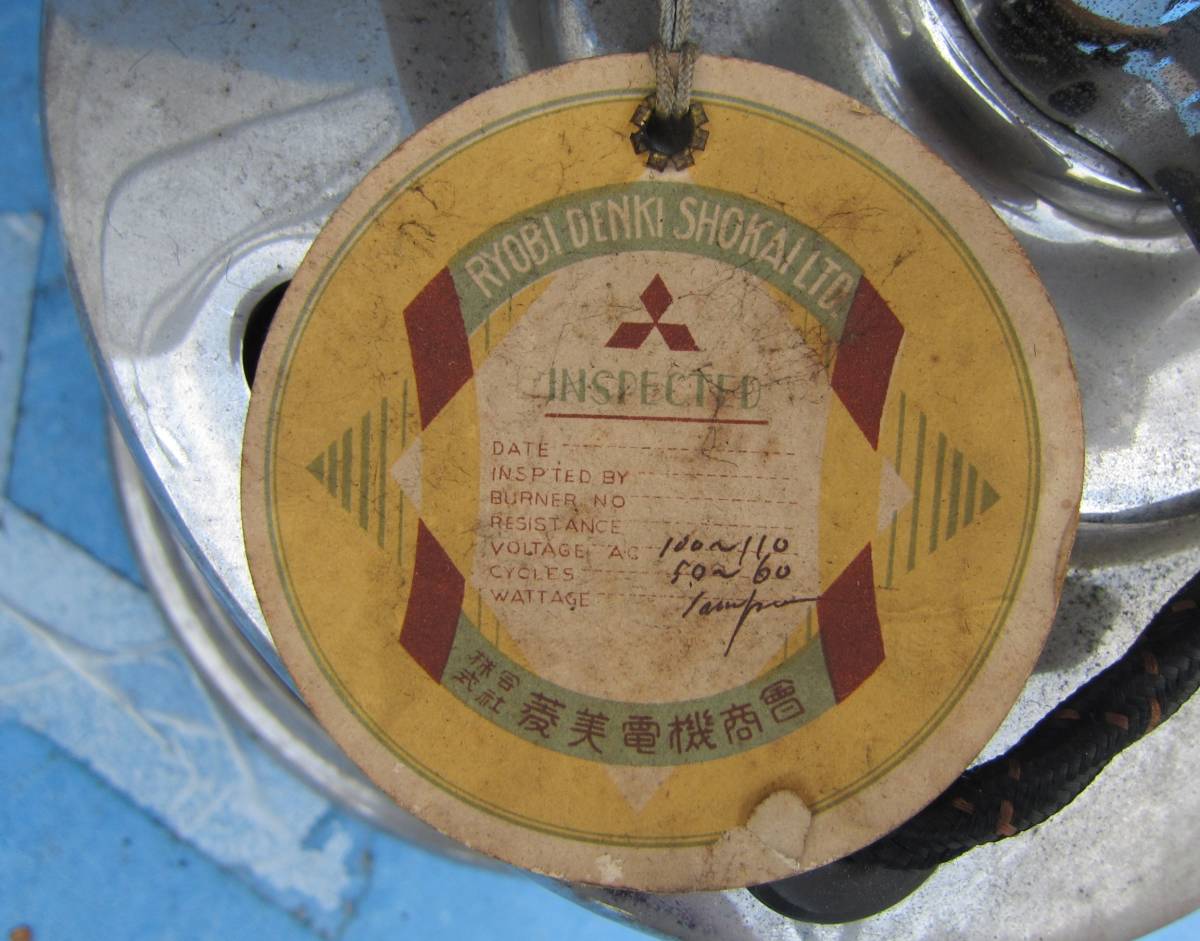 RYOBI DENKI SHOKAI LTD.
INSPECTED
DATE
INSPTED BY
BURNER NO
RESISTANCE
VOLTAGE AC 100~110
CYCLES 50~60
WATTAGE
株式会社 菱美電機商會